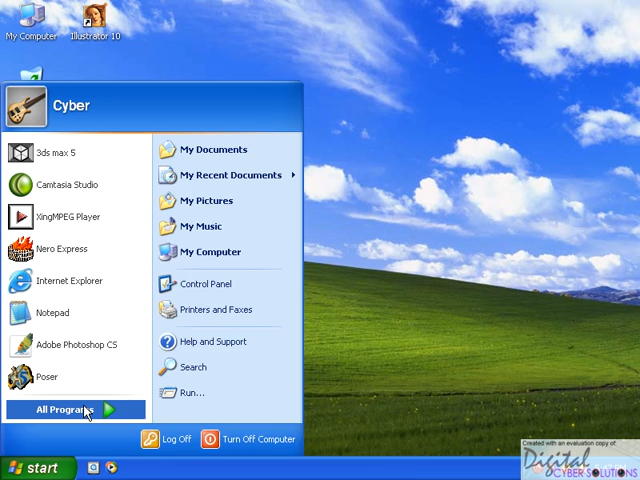 My Computer
Illustrator 10
Cyber
3ds max 5
Camtasia Studio
XingMPEG Player
Nero Express
Internet Explorer
Notepad
Adobe Photoshop CS
Poser
All Programs
My Documents
My Recent Documents
My Pictures
My Music
My Computer
Control Panel
Printers and Faxes
Help and Support
Search
Run...
Log Off
Turn Off Computer
start
Created with an evaluation copy of:
Digital
CYBER SOLUTIONS